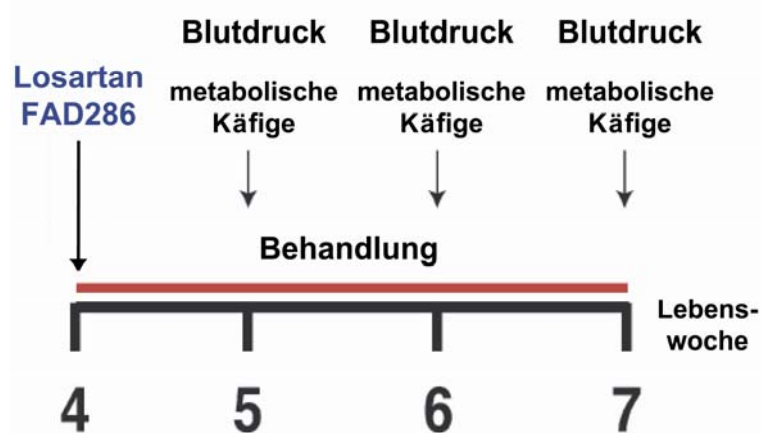 Blutdruck Blutdruck Blutdruck
Losartan
FAD286
metabolische metabolische metabolische
Käfige Käfige Käfige
Behandlung
Lebens-
woche
4 5 6 7